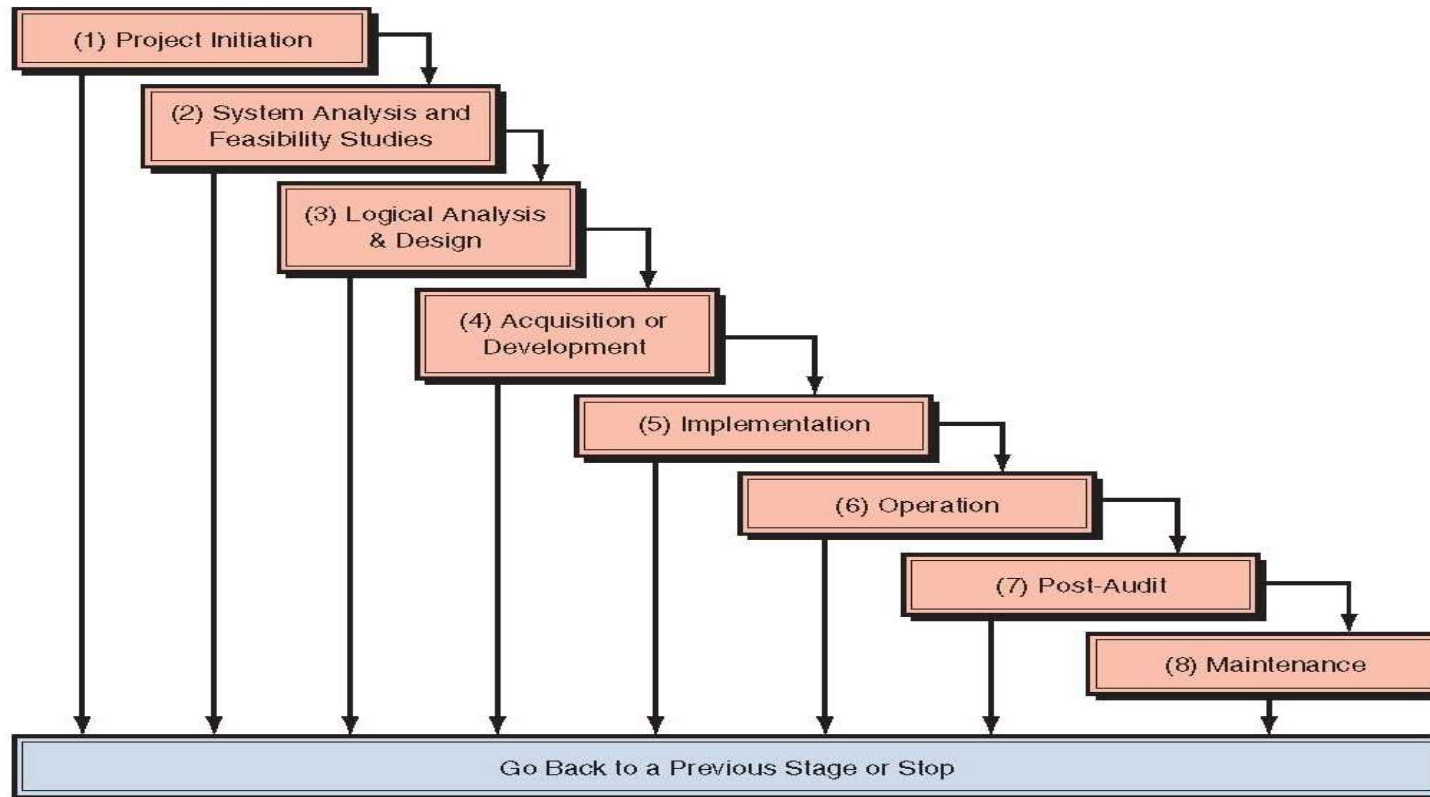 (1) Project Initiation
(2) System Analysis and
Feasibility Studies
(3) Logical Analysis
& Design
(4) Acquisition or
Development
(5) Implementation
(6) Operation
(7) Post-Audit
(8) Maintenance
Go Back to a Previous Stage or Stop